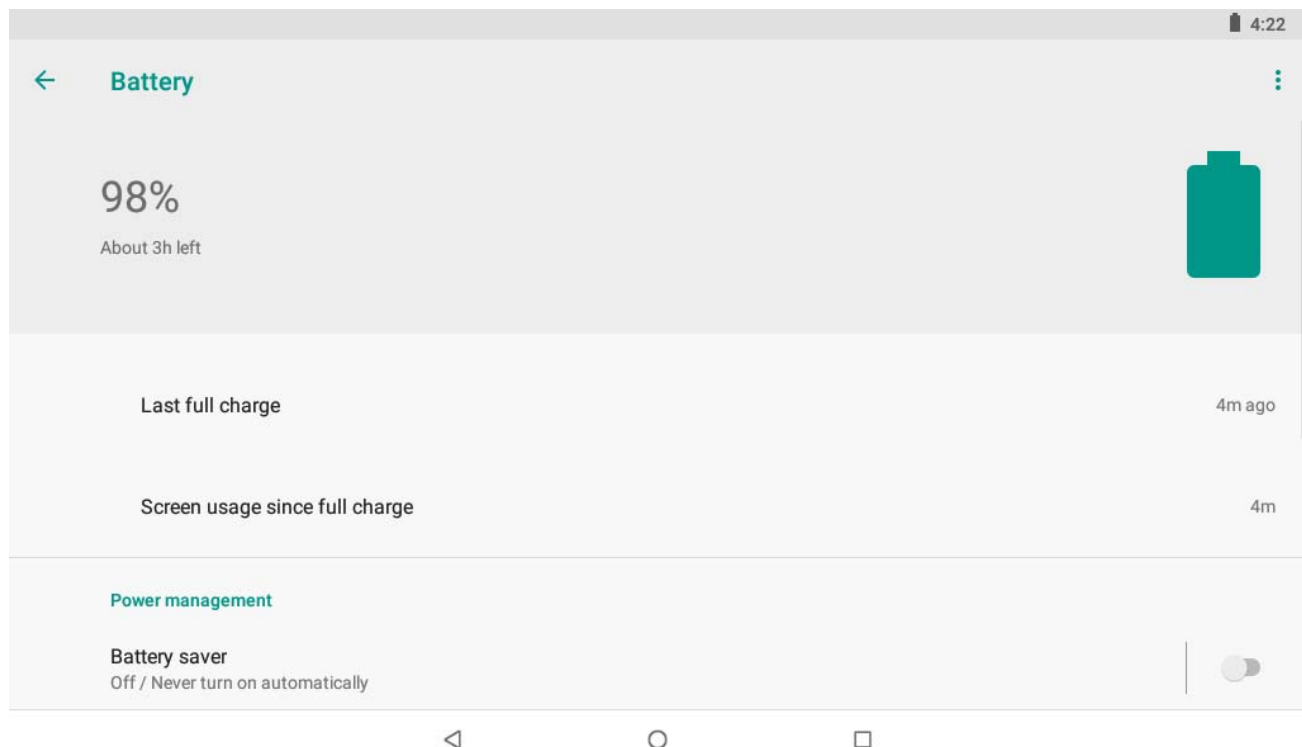 4:22
Battery
98%
About 3h left
Last full charge
4m ago
Screen usage since full charge
4m
Power management
Battery saver
Off / Never turn on automatically